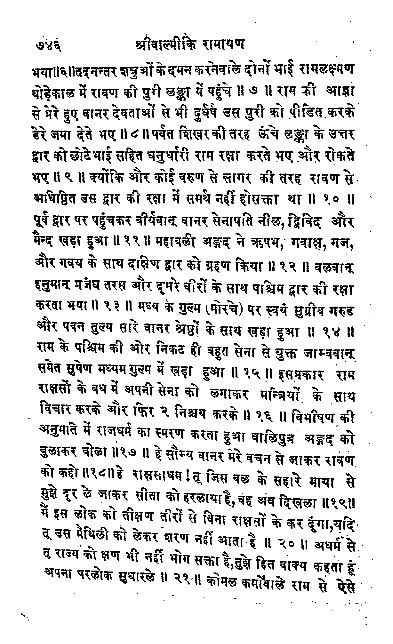 ७४६ श्रीवाल्मीकि रामायण
भया॥६॥तदनन्तर शत्रुओंके दमन करनेवाले दोनों भाई रामलक्ष्मण
थोड़ेकाल में रावण की पुरी लङ्का में पहुंचे ॥ ७ ॥ राम की आज्ञा
से प्रेरे हुए वानर देवताओं से भी दुर्धर्ष उस पुरी को पीडित करके
डेरे जमा देते भए ॥ ८॥ पर्वत शिखरकी तरह ऊंचे लङ्का के उत्तर
द्वार को छोटेभाई सहित धनुर्धारी राम रक्षा करते भए और रोकते
भए॥ ९ ॥ क्योंकि और कोई वरुण से सागर की तरह रावण से
अधिष्ठित उस द्वार की रक्षा में समर्थ नहीं होसक्ता था ॥ १० ॥
पूर्व द्वार पर पहुंचकर वीर्यवान् वानर सेनापति नील, द्विविद और
मैन्द खड़ा हुआ ॥ ११ ॥ महाबली अङ्गद ने ऋषभ, गवाक्ष, गज,
और गवय के साथ दक्षिण द्वार को ग्रहण किया ॥ १२ ॥ बलवान्
हनुमान् प्रजंघ तरस और दूसरे वीरों के साथ पश्चिम द्वार की रक्षा
करता भया ॥ १३ ॥ मध्य के गुल्म (मोरचे) पर स्वयं सुग्रीव गरुड
और पवन तुल्य सारे वानर श्रेष्ठों के साथ खड़ा हुआ ॥ १४ ॥
राम के पश्चिम की ओर निकट ही बहुत सेना से युक्त जाम्बवान्
समेत सुषेण मध्यम गुल्म में खड़ा हुआ ॥ १५ ॥ इसप्रकार राम
राक्षसों के वध में अपनी सेना को लगाकर मन्त्रियों के साथ
विचार करके और फिर २ निश्चय करके ॥ १६ ॥ विभीषण की
अनुमति में राजधर्म का स्मरण करता हुआ वालिपुत्र अङ्गद को
बुलाकर बोला ॥१७ ॥ हे सौम्य वानर मेरे वचन से जाकर रावण
को कहो॥१८॥ हे राक्षसाधम! तू जिस बल के सहारे माया से
मुझे दूर ले जाकर सीता को हरलाया है, वह अब दिखला ॥१९॥
मैं इस लोक को तीक्ष्ण तीरों से विना राक्षसों के कर दूंगा, यदि
तू उस मैथिली को लेकर शरण नहीं आता है ॥ २० ॥ अधर्म से
तू राज्य को क्षण भी नहीं भोग सक्ता है, तुझे हित वाक्य कहता हूं
अपना परलोक सुधारले ॥ २१ ॥ कोमल कर्मोंवाले राम से ऐसे